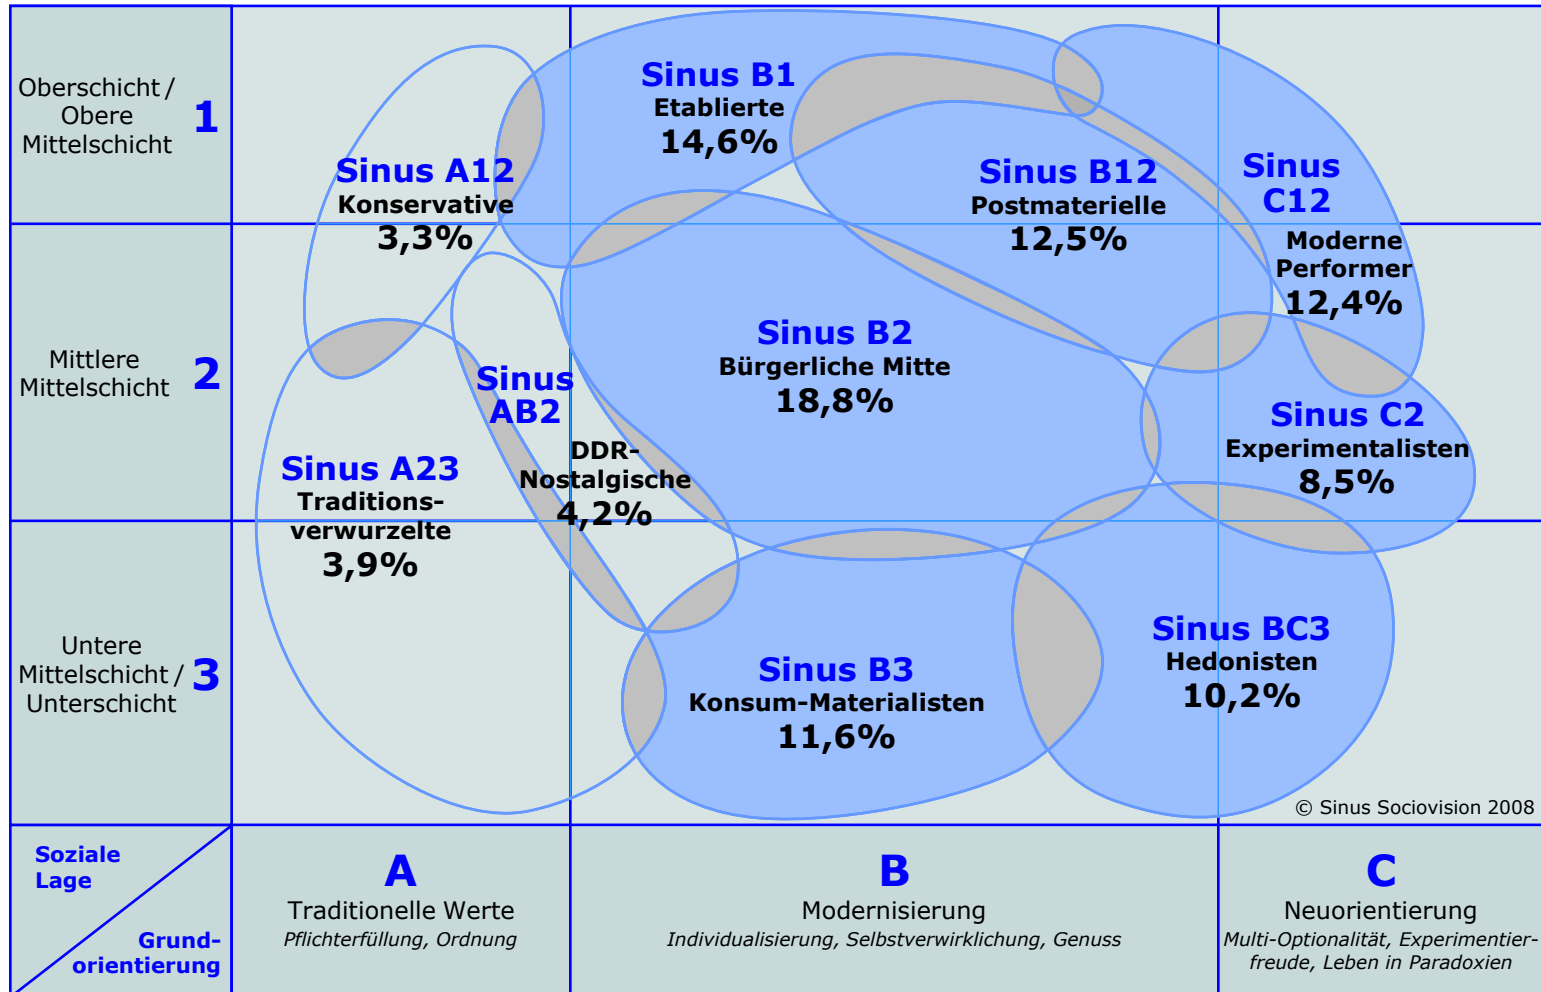 Oberschicht /
Obere
Mittelschicht
1
Sinus B1
Etablierte
14,6%
Sinus A12
Konservative
3,3%
Sinus B12
Postmaterielle
12,5%
Sinus
C12
Moderne
Performer
12,4%
Mittlere
Mittelschicht
2
Sinus B2
Bürgerliche Mitte
18,8%
Sinus
AB2
DDR-
Nostalgische
4,2%
Sinus C2
Experimentalisten
8,5%
Sinus A23
Traditions-
verwurzelte
3,9%
Untere
Mittelschicht /
Unterschicht
3
Sinus B3
Konsum-Materialisten
11,6%
Sinus BC3
Hedonisten
10,2%
© Sinus Sociovision 2008
Soziale
Lage
Grund-
orientierung
A
Traditionelle Werte
Pflichterfüllung, Ordnung
B
Modernisierung
Individualisierung, Selbstverwirklichung, Genuss
C
Neuorientierung
Multi-Optionalität, Experimentier-
freude, Leben in Paradoxien